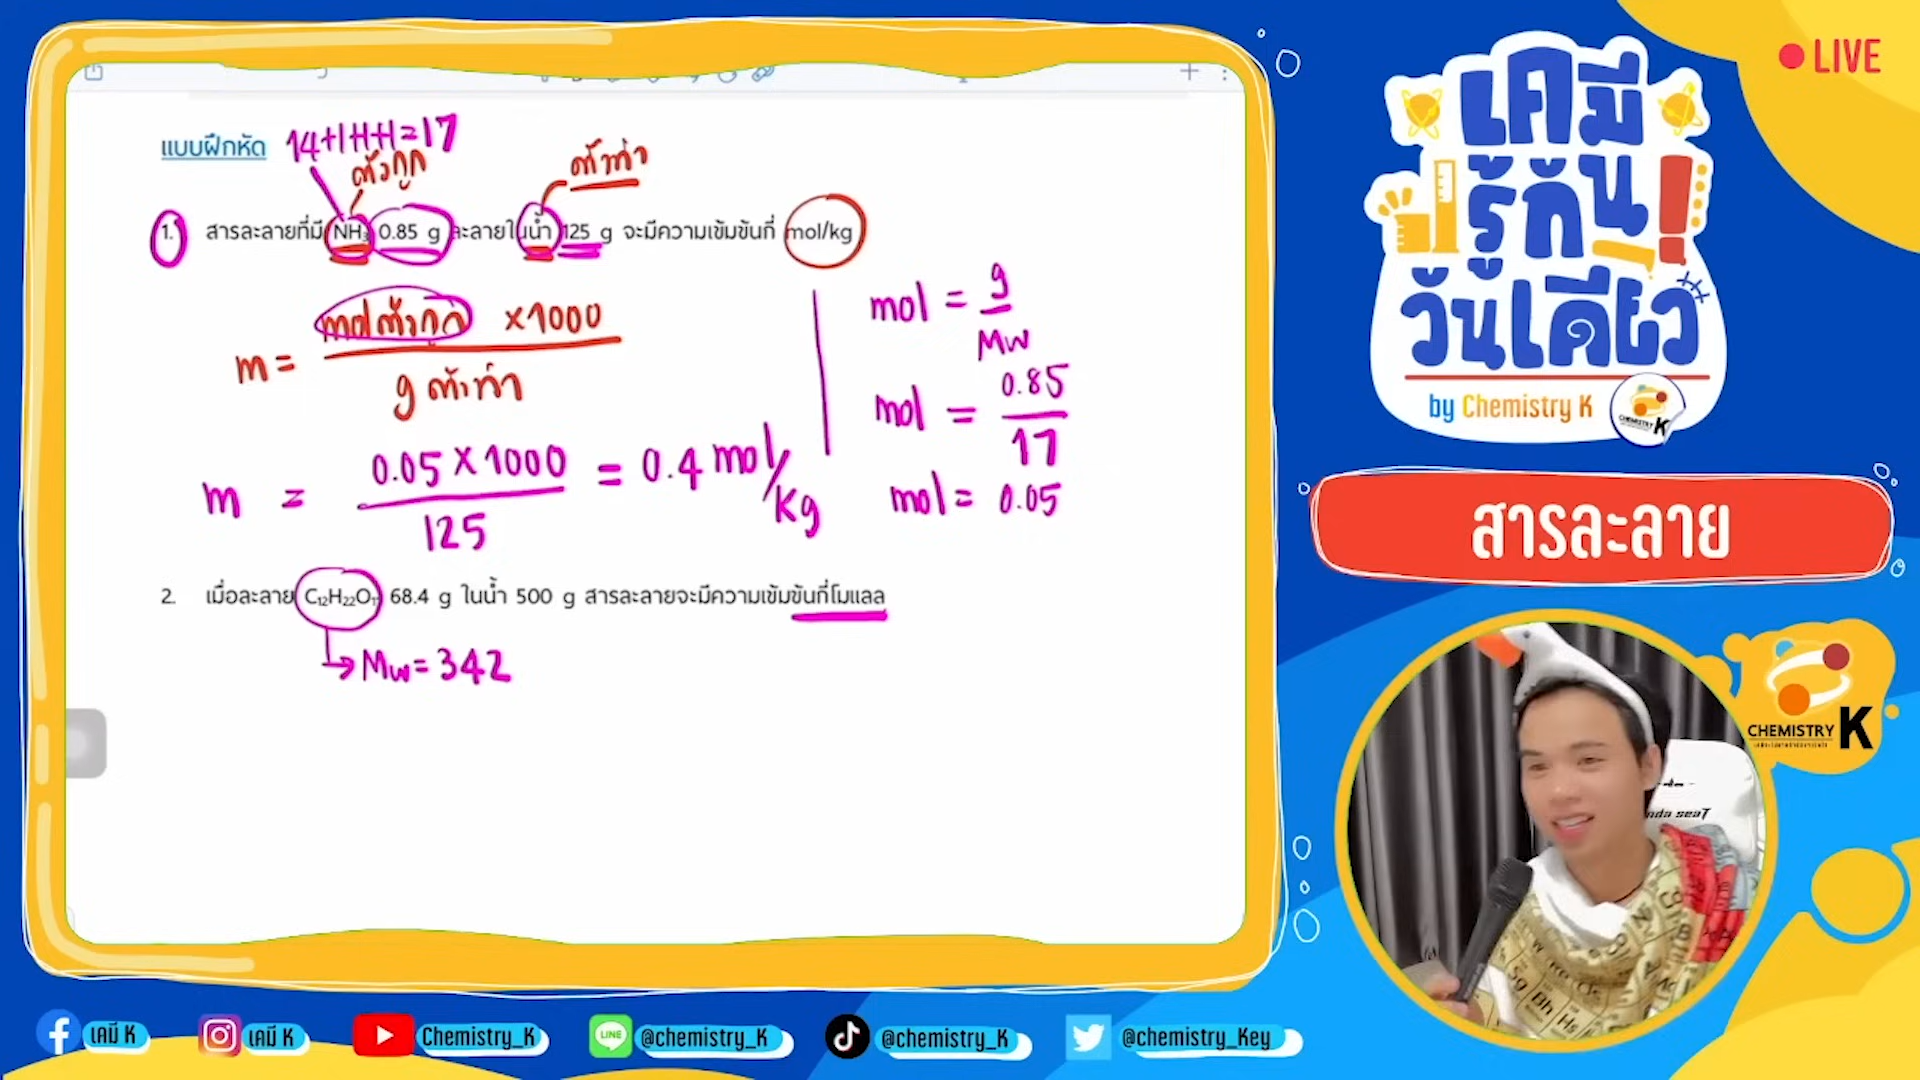 แบบฝึกหัด
14+1+1+1=17
ตัวถูก
ตัวทำ
1. สารละลายที่มี NH₃ 0.85 g ละลายในน้ำ 125 g จะมีความเข้มข้นกี่ mol/kg
m = molตัวถูก ×1000
g ตัวทำ
m = 0.05 × 1000 = 0.4 mol/kg
125
mol = g
Mw
mol = 0.85
17
mol = 0.05
2. เมื่อละลาย C₁₂H₂₂O₁₁ 68.4 g ในน้ำ 500 g สารละลายจะมีความเข้มข้นกี่โมแลล
→ Mw = 342
LIVE
เคมี
รู้กัน!
วันเดียว
by Chemistry K
CHEMISTRY K
สารละลาย
CHEMISTRY K
เคมี K
เคมี K
Chemistry_K
LINE
@chemistry_K
@chemistry_K
@chemistry_Key